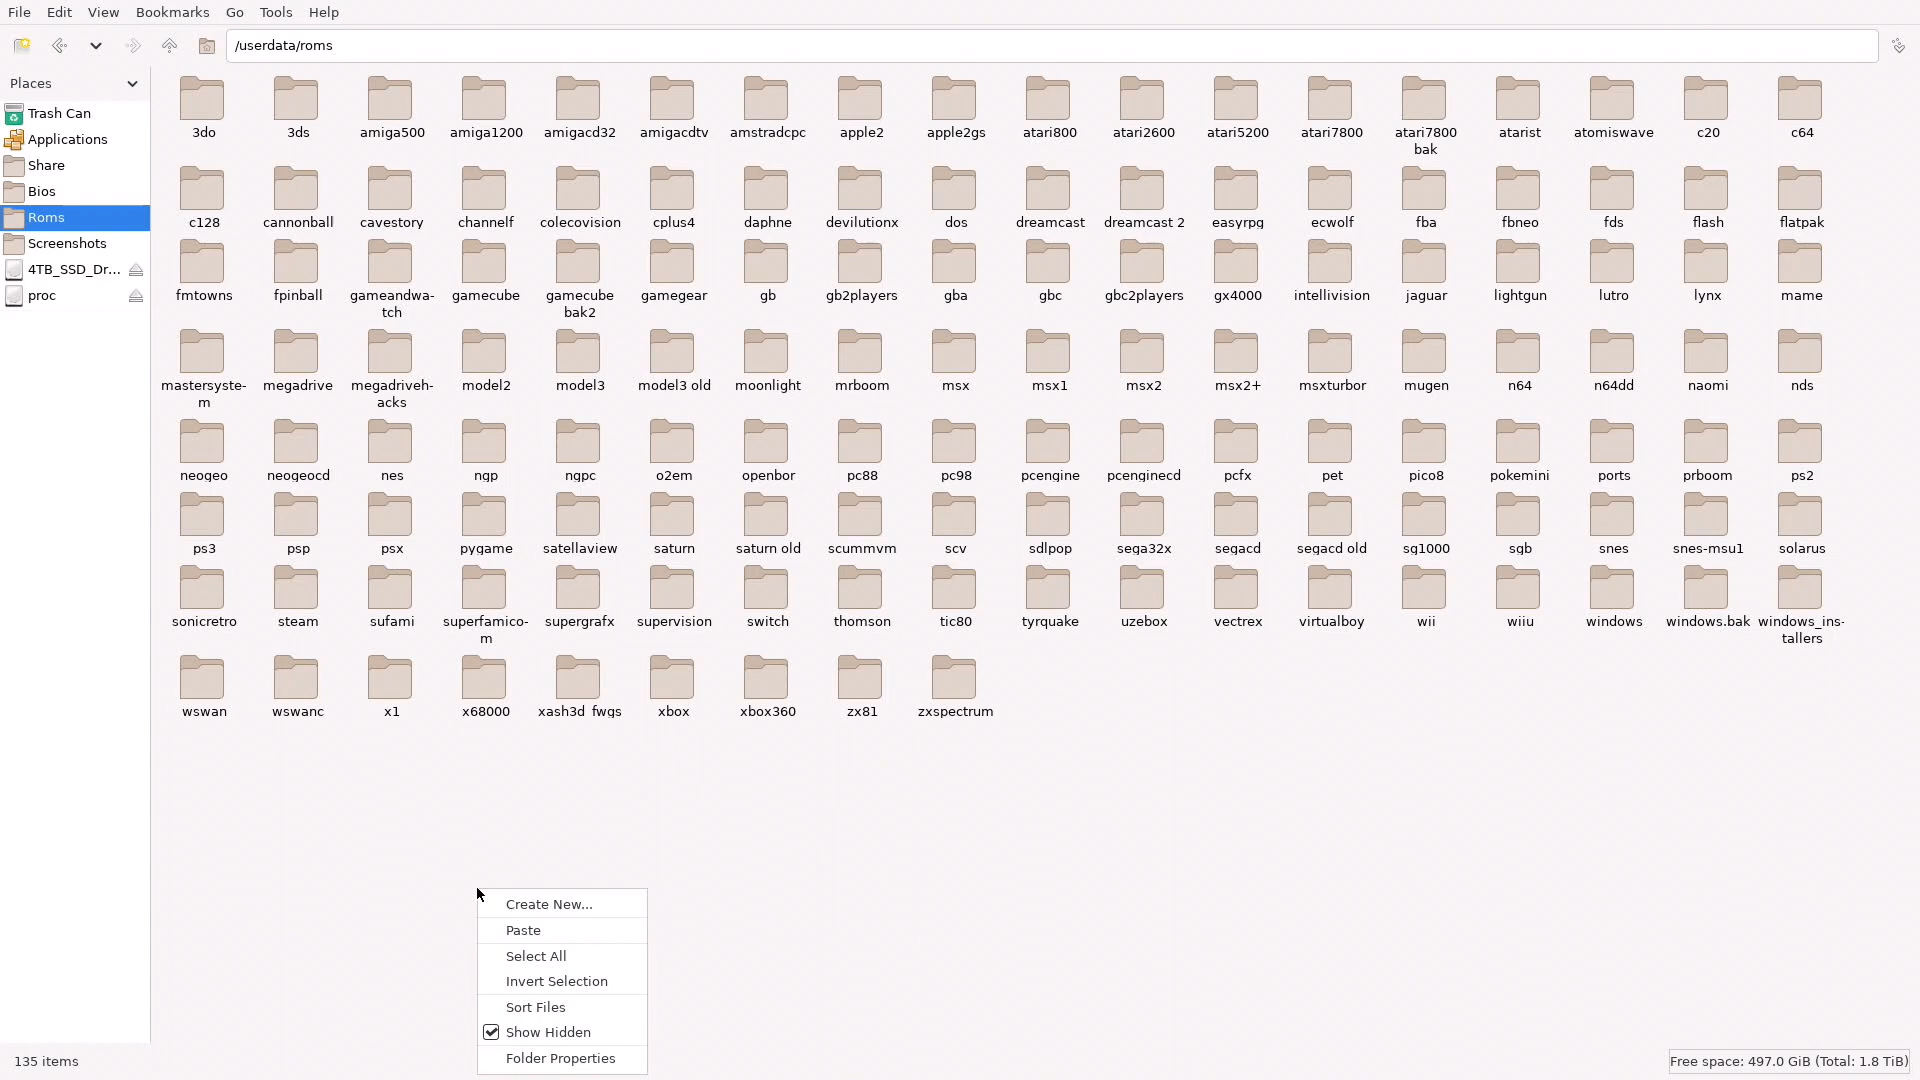 File Edit View Bookmarks Go Tools Help
/userdata/roms
Places
Trash Can
Applications
Share
Bios
Roms
Screenshots
4TB_SSD_Dr...
proc
3do 3ds amiga500 amiga1200 amigacd32 amigacdtv amstradcpc apple2 apple2gs atari800 atari2600 atari5200 atari7800 atari7800 atarist atomiswave c20 c64
bak
c128 cannonball cavestory channelf colecovision cplus4 daphne devilutionx dos dreamcast dreamcast 2 easyrpg ecwolf fba fbneo fds flash flatpak
fmtowns fpinball gameandwa- gamecube gamecube gamegear gb gb2players gba gbc gbc2players gx4000 intellivision jaguar lightgun lutro lynx mame
tch bak2
mastersyste- megadrive megadriveh- model2 model3 model3 old moonlight mrboom msx msx1 msx2 msx2+ msxturbor mugen n64 n64dd naomi nds
m acks
neogeo neogeocd nes ngp ngpc o2em openbor pc88 pc98 pcengine pcenginecd pcfx pet pico8 pokemini ports prboom ps2
ps3 psp psx pygame satellaview saturn saturn old scummvm scv sdlpop sega32x segacd segacd old sg1000 sgb snes snes-msu1 solarus
sonicretro steam sufami superfamico- supergrafx supervision switch thomson tic80 tyrquake uzebox vectrex virtualboy wii wiiu windows windows.bak windows_ins-
m tallers
wswan wswanc x1 x68000 xash3d_fwgs xbox xbox360 zx81 zxspectrum
Create New...
Paste
Select All
Invert Selection
Sort Files
Show Hidden
Folder Properties
135 items Free space: 497.0 GiB (Total: 1.8 TiB)